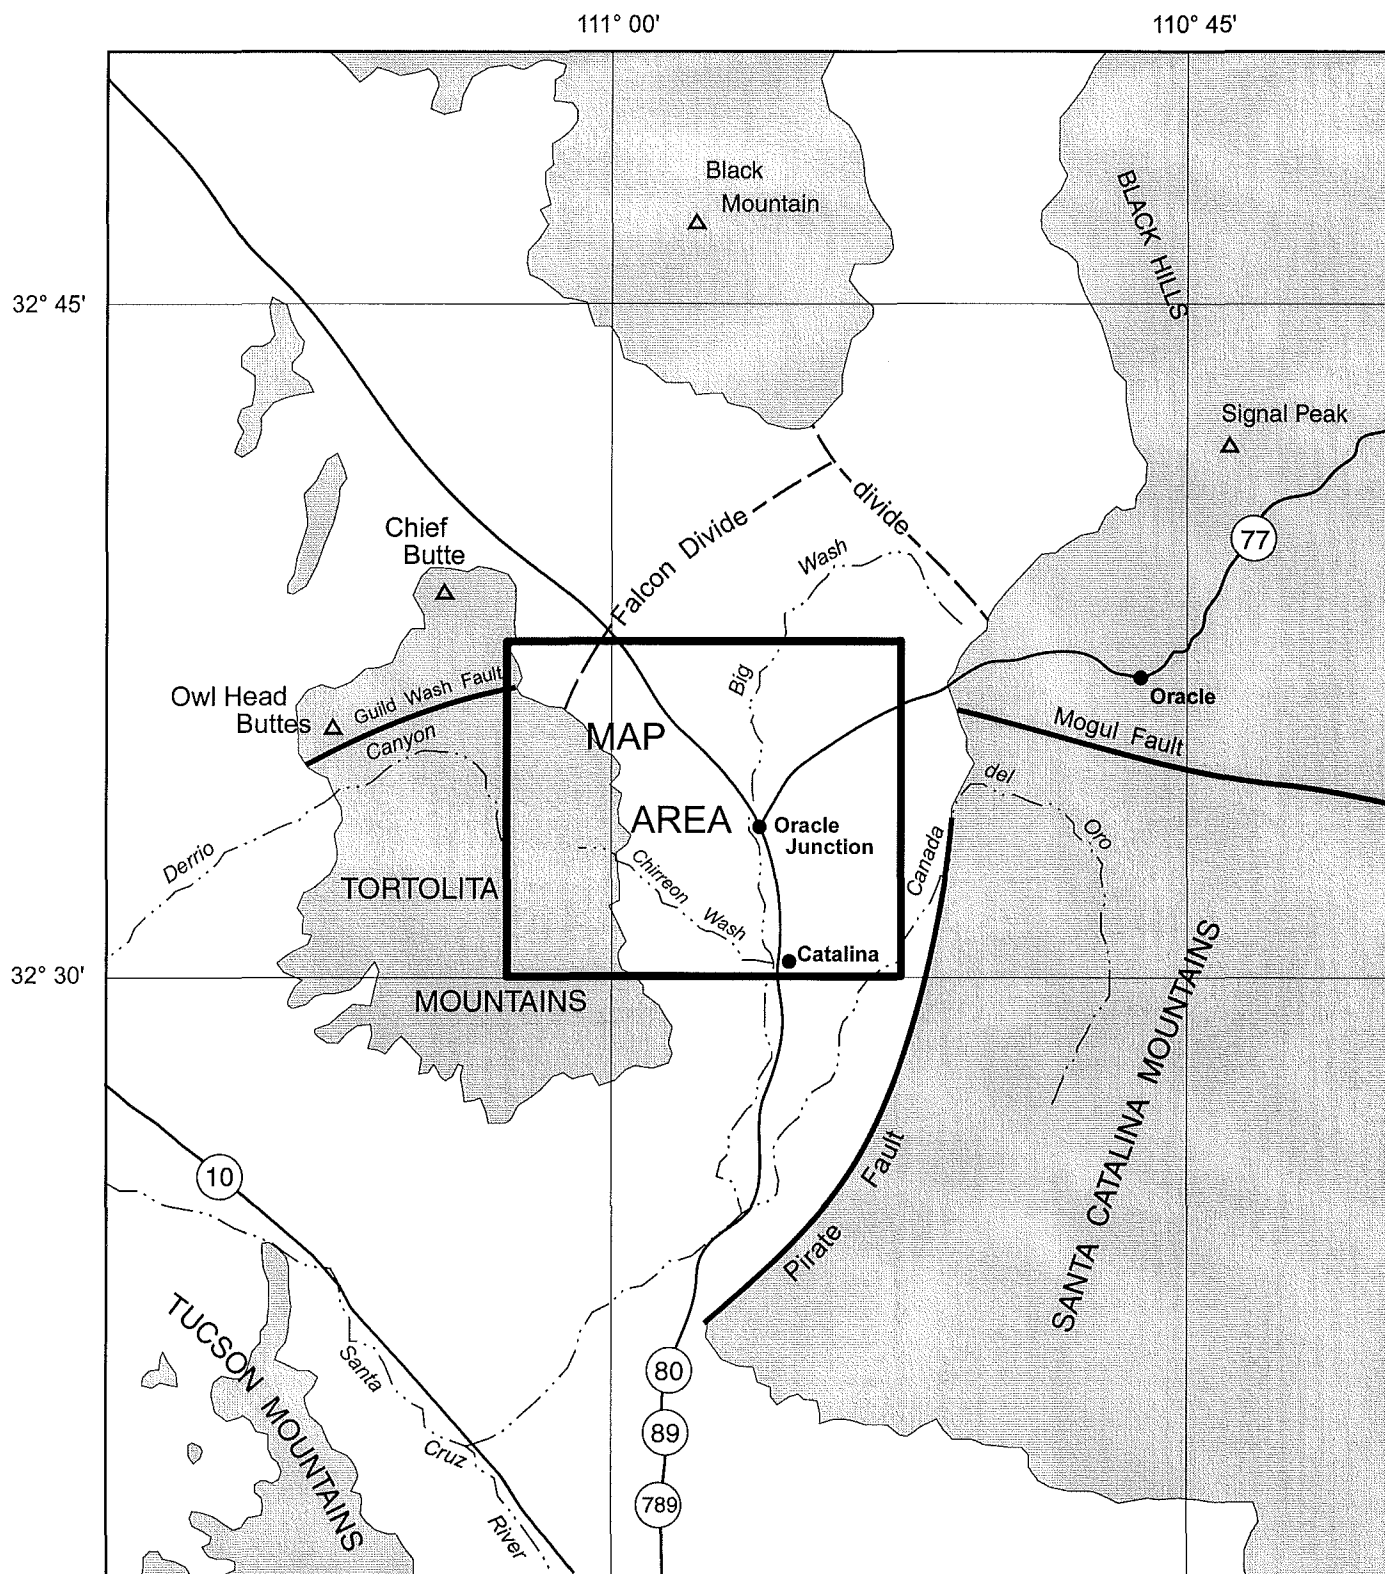 111° 00'
110° 45'
Black
Mountain
BLACK HILLS
32° 45'
Signal Peak
77
Chief
Butte
Falcon Divide
divide
Wash
Big
Owl Head
Buttes
Guild Wash Fault
Canyon
Derrio
MAP
AREA
Oracle
Mogul Fault
del
Oro
Canada
Oracle
Junction
Chirreon
Wash
Catalina
TORTOLITA
MOUNTAINS
32° 30'
SANTA CATALINA MOUNTAINS
Pirate
Fault
10
TUCSON MOUNTAINS
Santa
Cruz
River
80
89
789